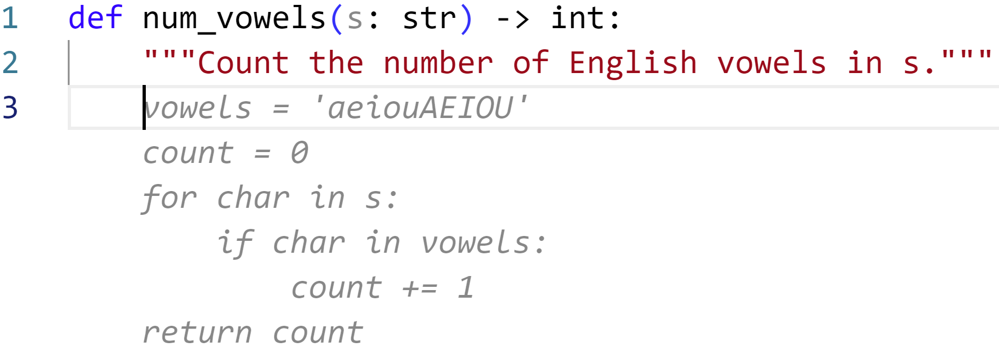 1 def num_vowels(s: str) -> int:
2     """Count the number of English vowels in s."""
3     vowels = 'aeiouAEIOU'
    count = 0
    for char in s:
        if char in vowels:
            count += 1
    return count